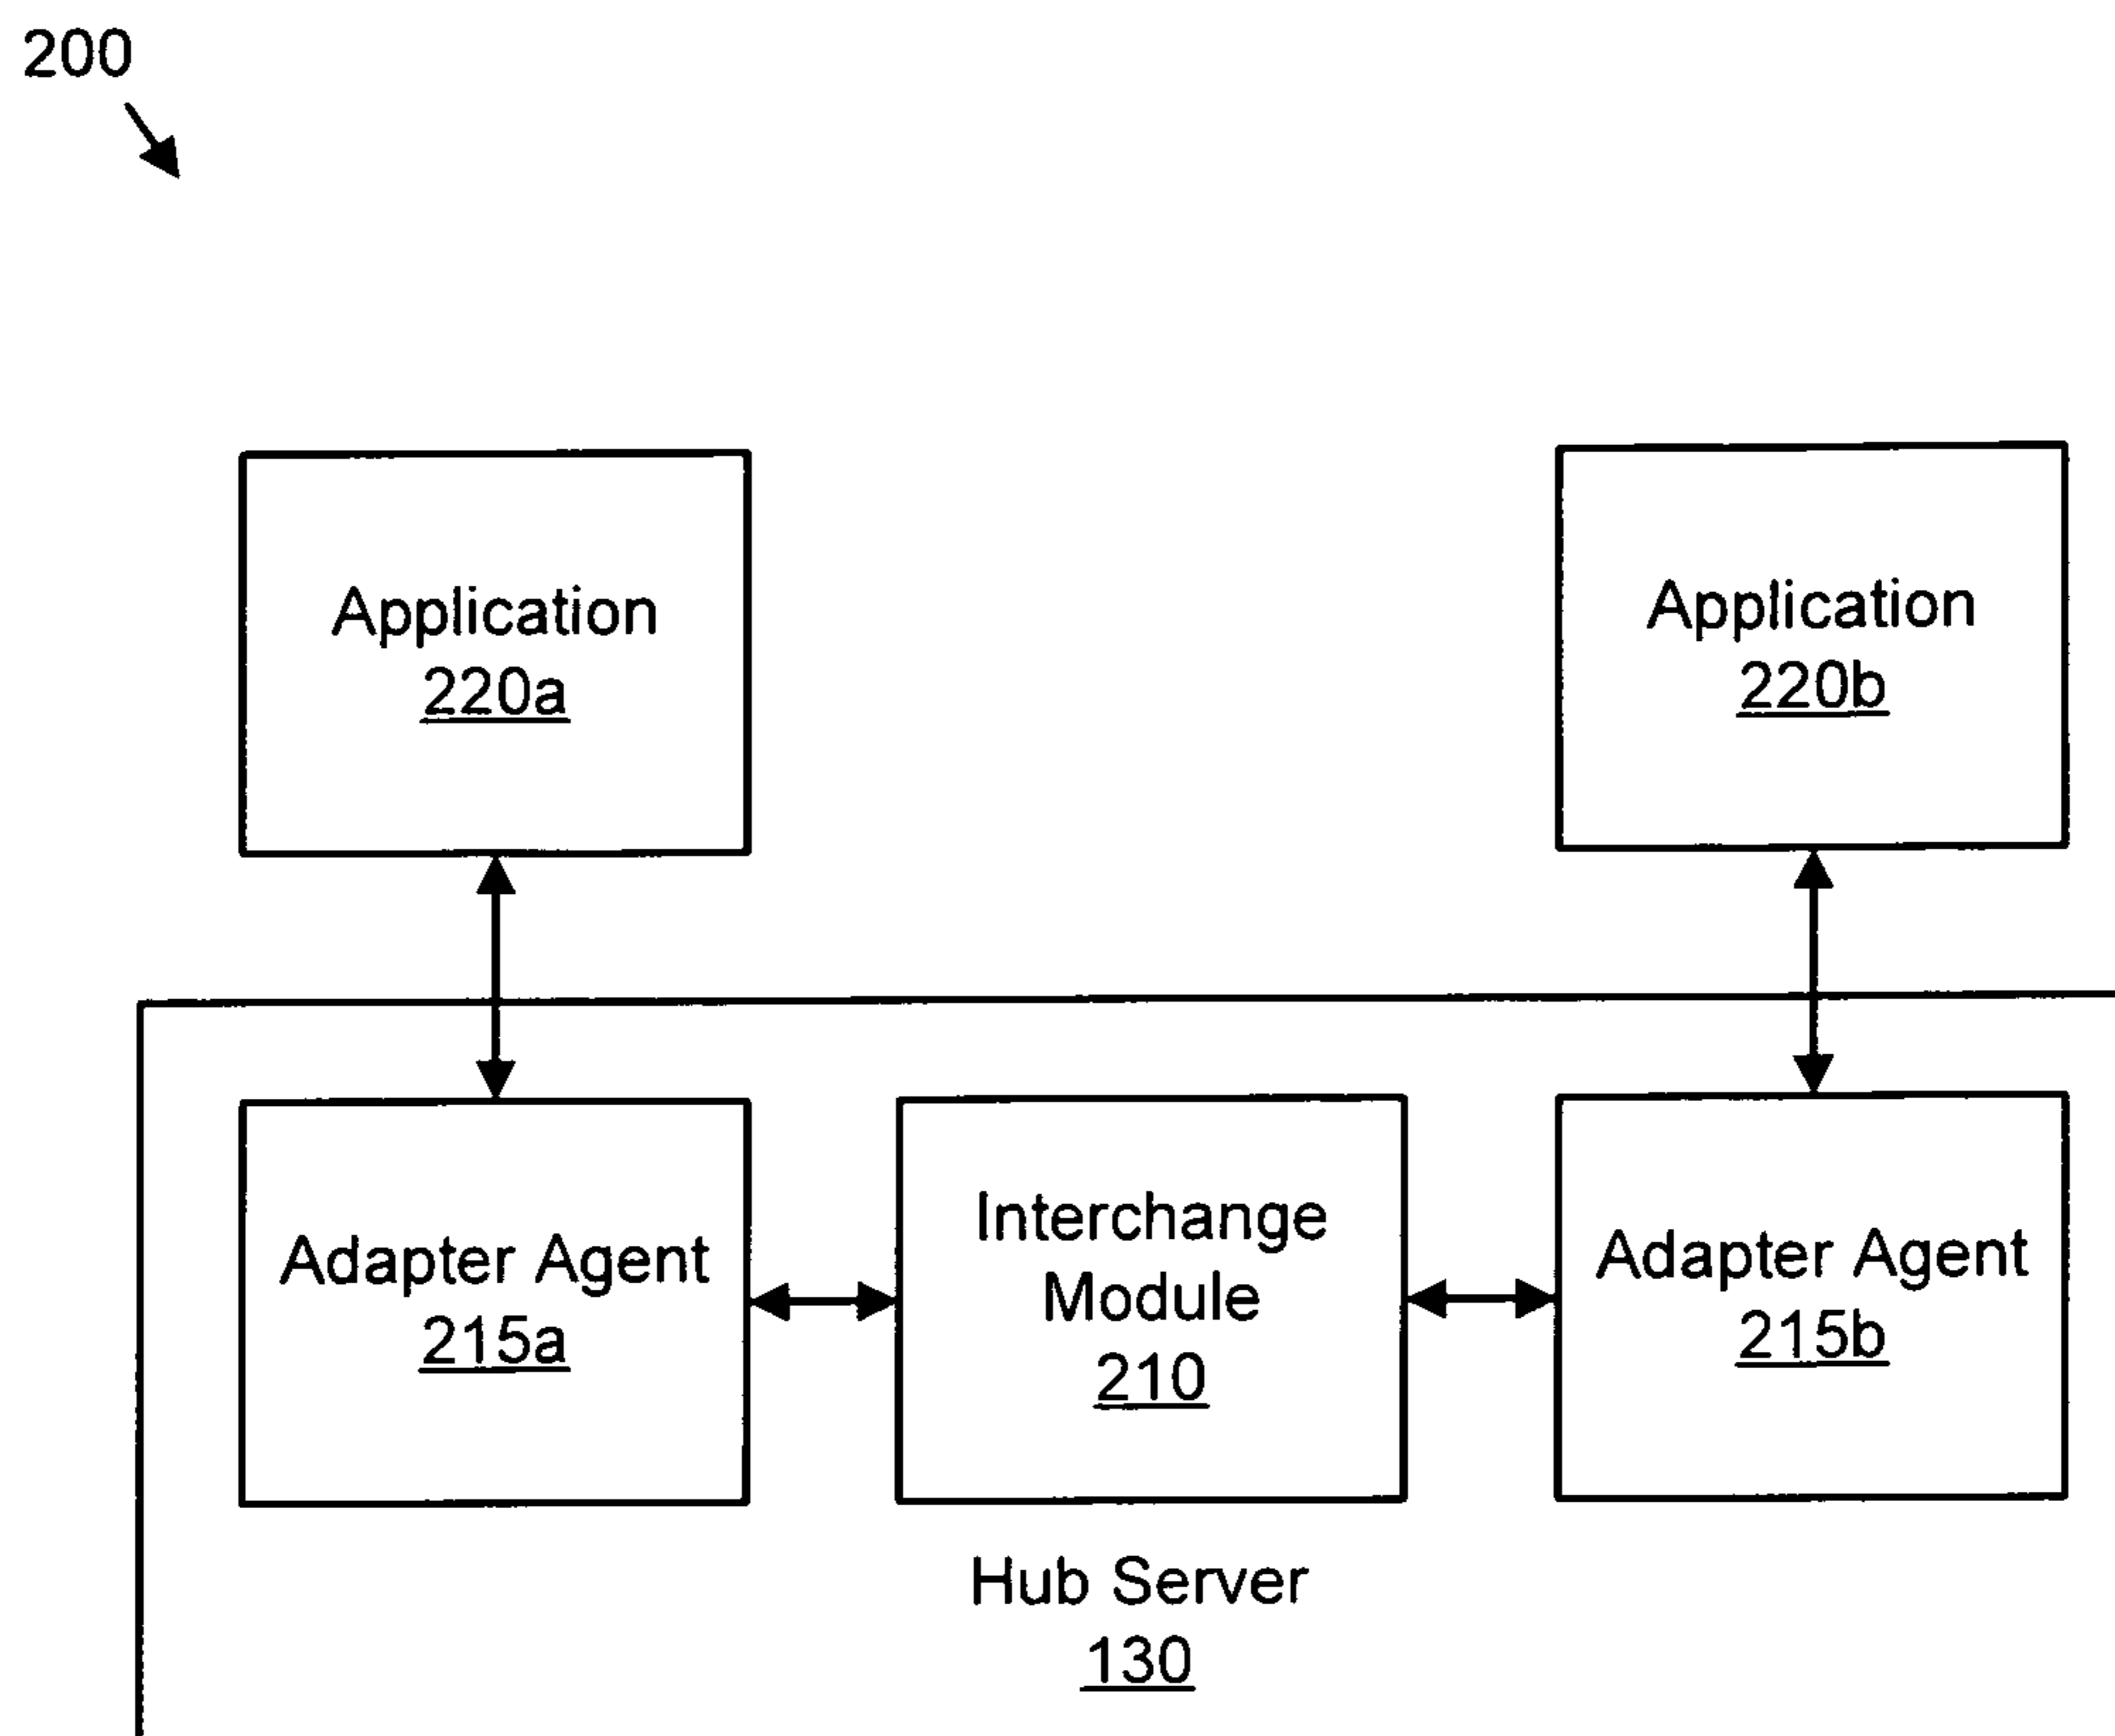 200
Application
220a
Application
220b
Adapter Agent
215a
Interchange
Module
210
Adapter Agent
215b
Hub Server
130